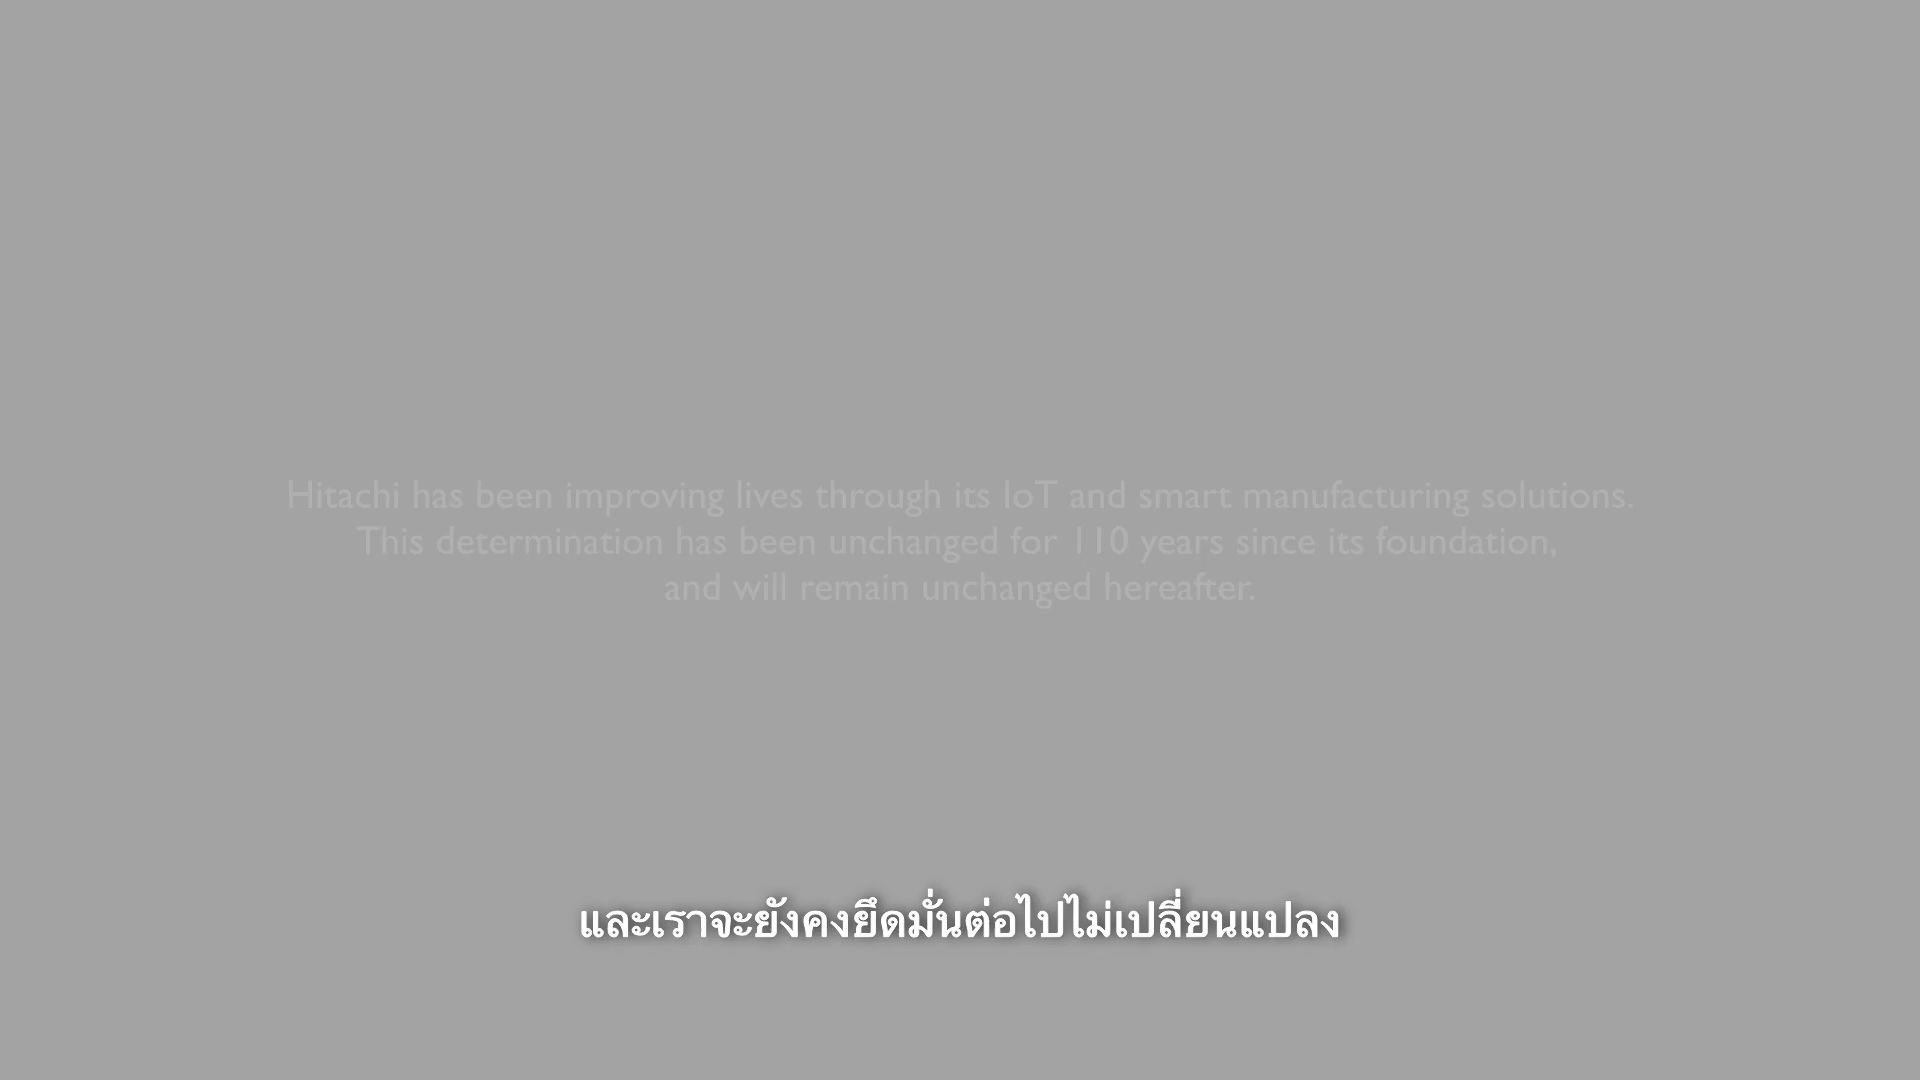 Hitachi has been improving lives through its IoT and smart manufacturing solutions.
This determination has been unchanged for 110 years since its foundation,
and will remain unchanged hereafter.
และเราจะยังคงยึดมั่นต่อไปไม่เปลี่ยนแปลง